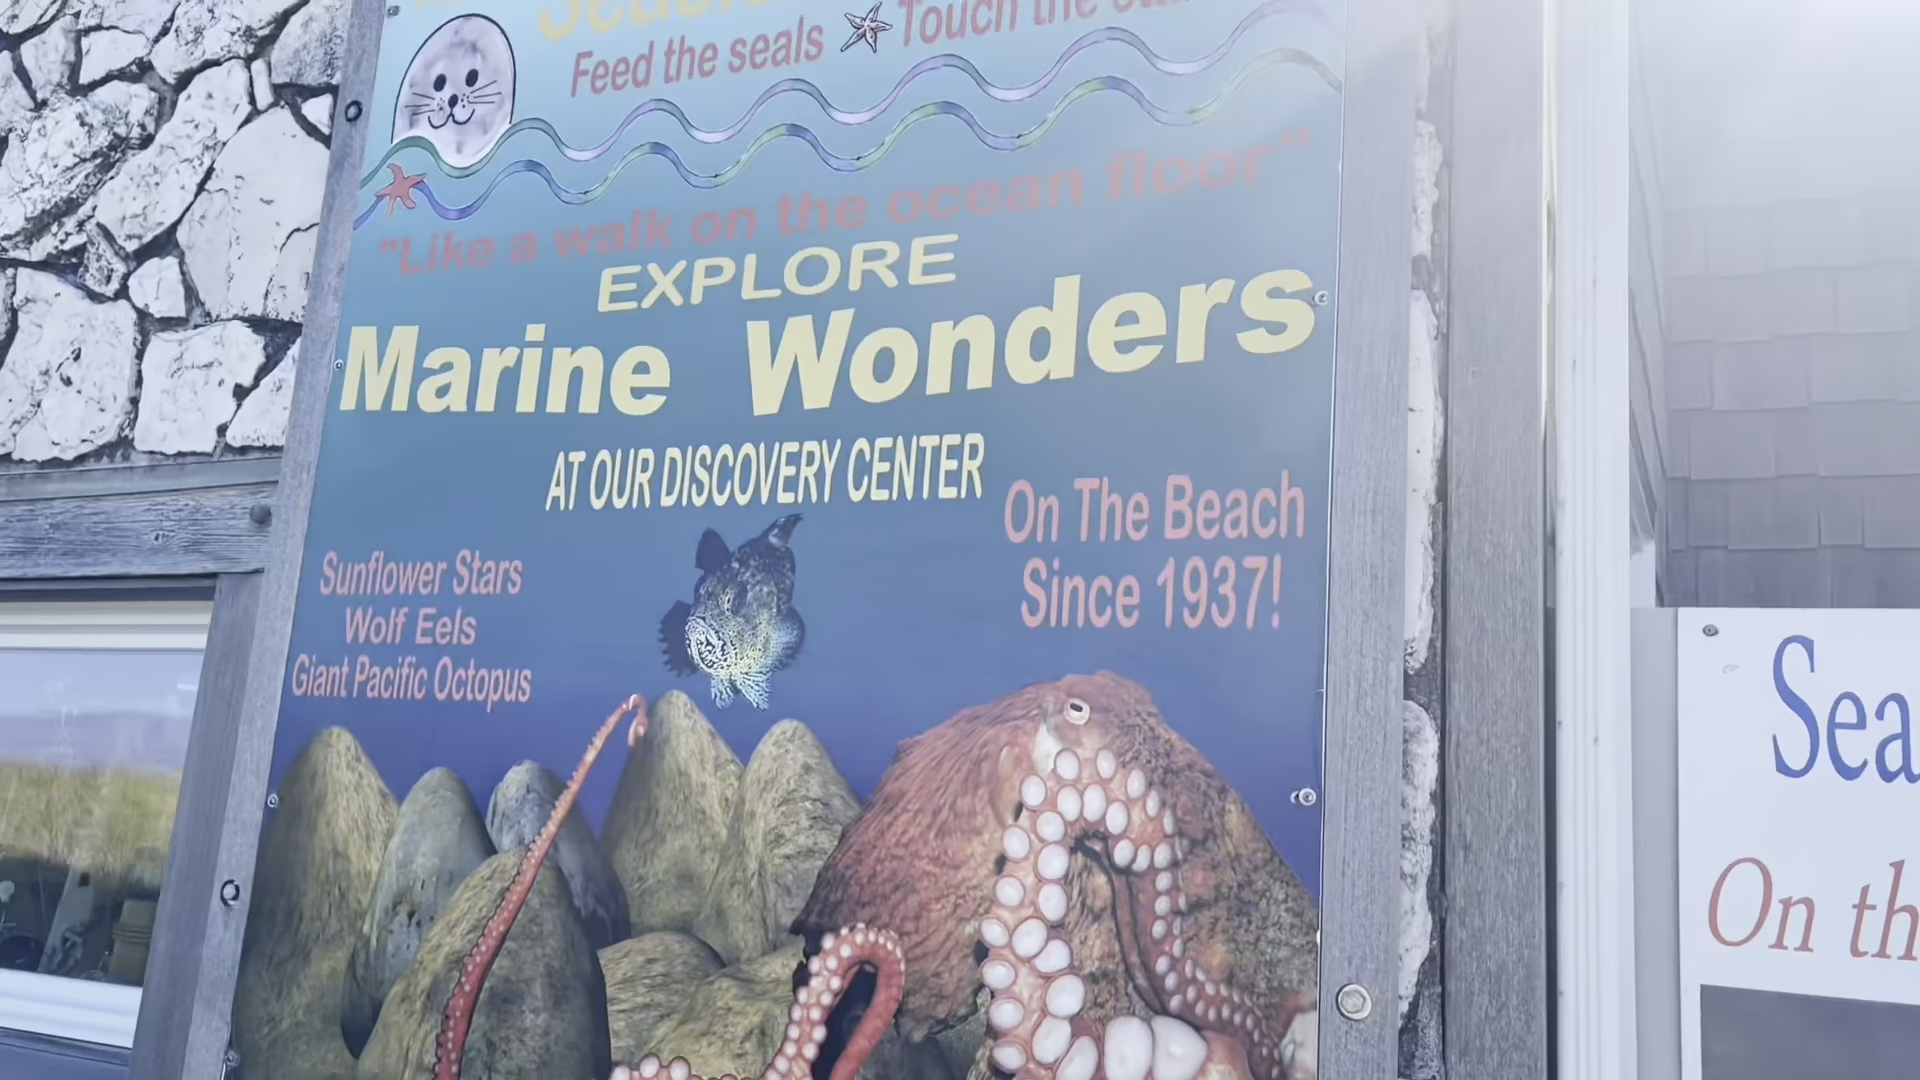 Feed the seals Touch the
"Like a walk on the ocean floor"
EXPLORE
Marine Wonders
AT OUR DISCOVERY CENTER
On The Beach
Since 1937!
Sunflower Stars
Wolf Eels
Giant Pacific Octopus
Sea
On th